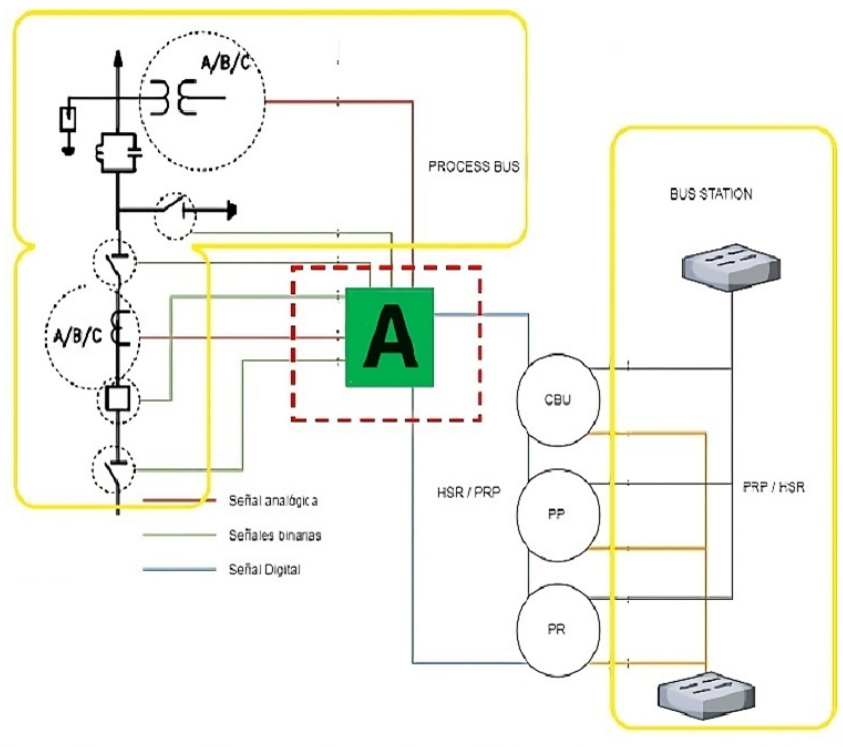 A/B/C
PROCESS BUS
BUS STATION
A/B/C
A
CBU
HSR / PRP
PP
PRP / HSR
PR
Señal analógica
Señales binarias
Señal Digital